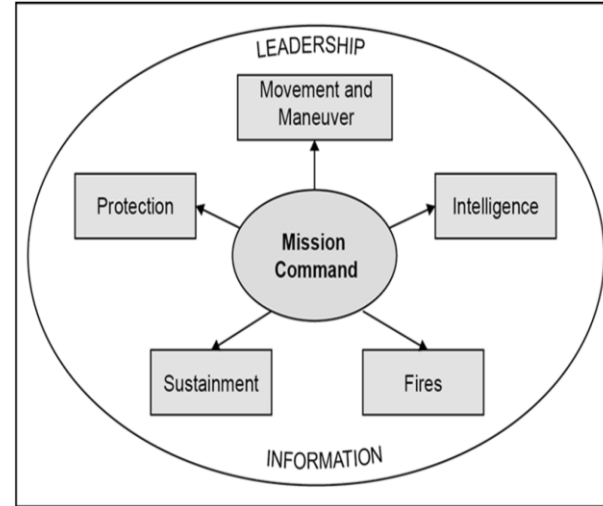 LEADERSHIP
Movement and
Maneuver
Protection
Intelligence
Mission
Command
Sustainment
Fires
INFORMATION